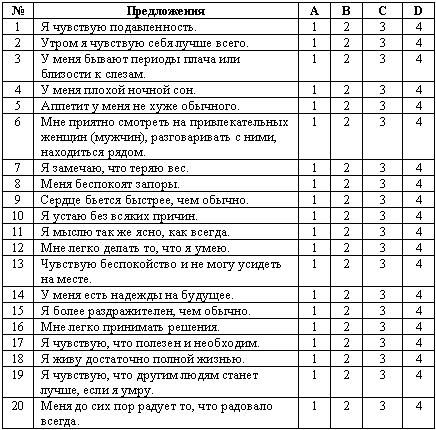 № Предложения A B C D
1 Я чувствую подавленность. 1 2 3 4
2 Утром я чувствую себя лучше всего. 1 2 3 4
3 У меня бывают периоды плача или 1 2 3 4
близости к слезам.
4 У меня плохой ночной сон. 1 2 3 4
5 Аппетит у меня не хуже обычного. 1 2 3 4
6 Мне приятно смотреть на привлекательных 1 2 3 4
женщин (мужчин), разговаривать с ними,
находиться рядом.
7 Я замечаю, что теряю вес. 1 2 3 4
8 Меня беспокоят запоры. 1 2 3 4
9 Сердце бьется быстрее, чем обычно. 1 2 3 4
10 Я устаю без всяких причин. 1 2 3 4
11 Я мыслю так же ясно, как всегда. 1 2 3 4
12 Мне легко делать то, что я умею. 1 2 3 4
13 Чувствую беспокойство и не могу усидеть 1 2 3 4
на месте.
14 У меня есть надежды на будущее. 1 2 3 4
15 Я более раздражителен, чем обычно. 1 2 3 4
16 Мне легко принимать решения. 1 2 3 4
17 Я чувствую, что полезен и необходим. 1 2 3 4
18 Я живу достаточно полной жизнью. 1 2 3 4
19 Я чувствую, что другим людям станет 1 2 3 4
лучше, если я умру.
20 Меня до сих пор радует то, что радовало 1 2 3 4
всегда.